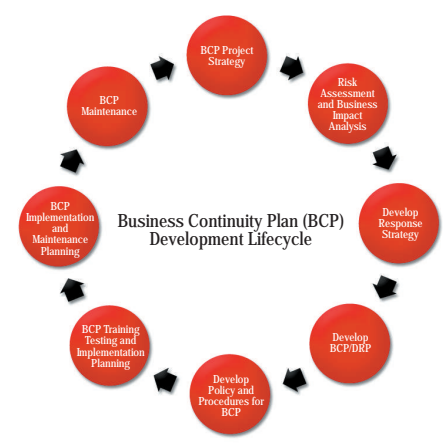 BCP Project
Strategy
Risk
Assessment
and Business
Impact
Analysis
Develop
Response
Strategy
Develop
BCP/DRP
Develop
Policy and
Procedures for
BCP
BCP Training
Testing and
Implementation
Planning
BCP
Implementation
and
Maintenance
Planning
BCP
Maintenance
Business Continuity Plan (BCP)
Development Lifecycle